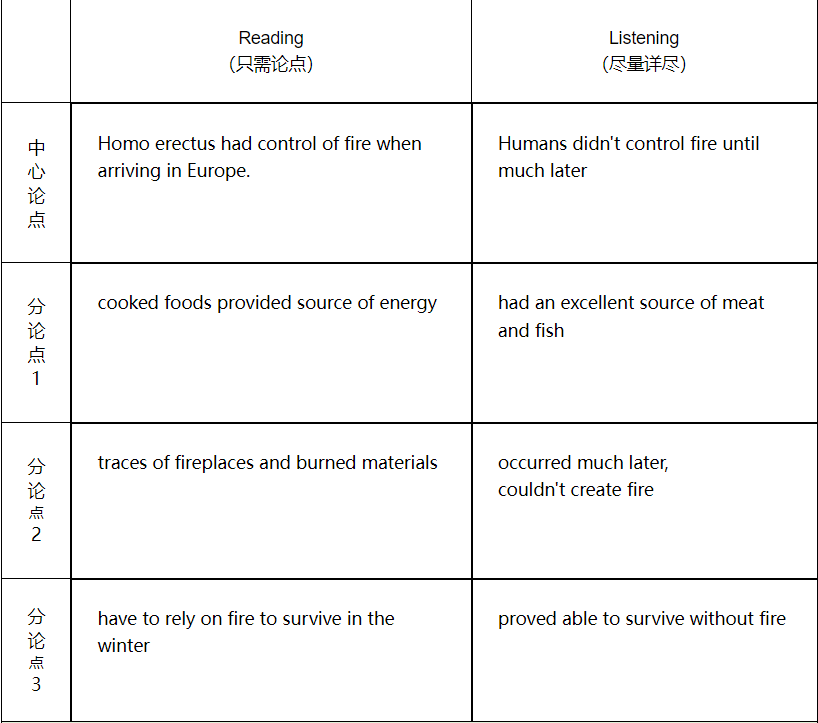 Reading
（只需论点）
Listening
（尽量详尽）
中
心
论
点
Homo erectus had control of fire when
arriving in Europe.
Humans didn't control fire until
much later
分
论
点
1
cooked foods provided source of energy
had an excellent source of meat
and fish
分
论
点
2
traces of fireplaces and burned materials
occurred much later,
couldn't create fire
分
论
点
3
have to rely on fire to survive in the
winter
proved able to survive without fire